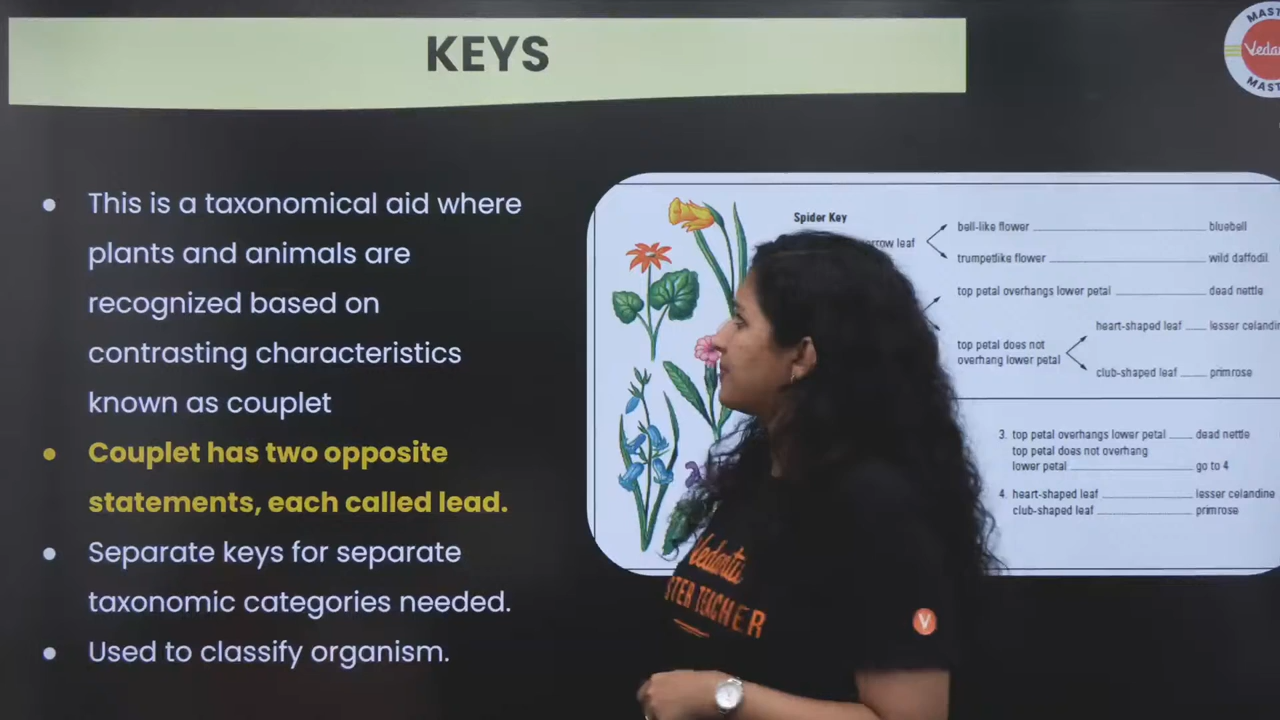 KEYS
MAST
Veda
MAST
This is a taxonomical aid where
plants and animals are
recognized based on
contrasting characteristics
known as couplet
Couplet has two opposite
statements, each called lead.
Separate keys for separate
taxonomic categories needed.
Used to classify organism.
Spider Key
leaf
bell-like flower bluebell
trumpetlike flower wild daffodil
top petal overhangs lower petal dead nettle
heart-shaped leaf lesser
top petal does not
overhang lower petal
club-shaped leaf primrose
3. top petal overhangs lower petal dead nettle
top petal does not overhang
lower petal go to 4
4. heart-shaped leaf lesser celandine
club-shaped leaf primrose
Vedantu
TEACHER
V